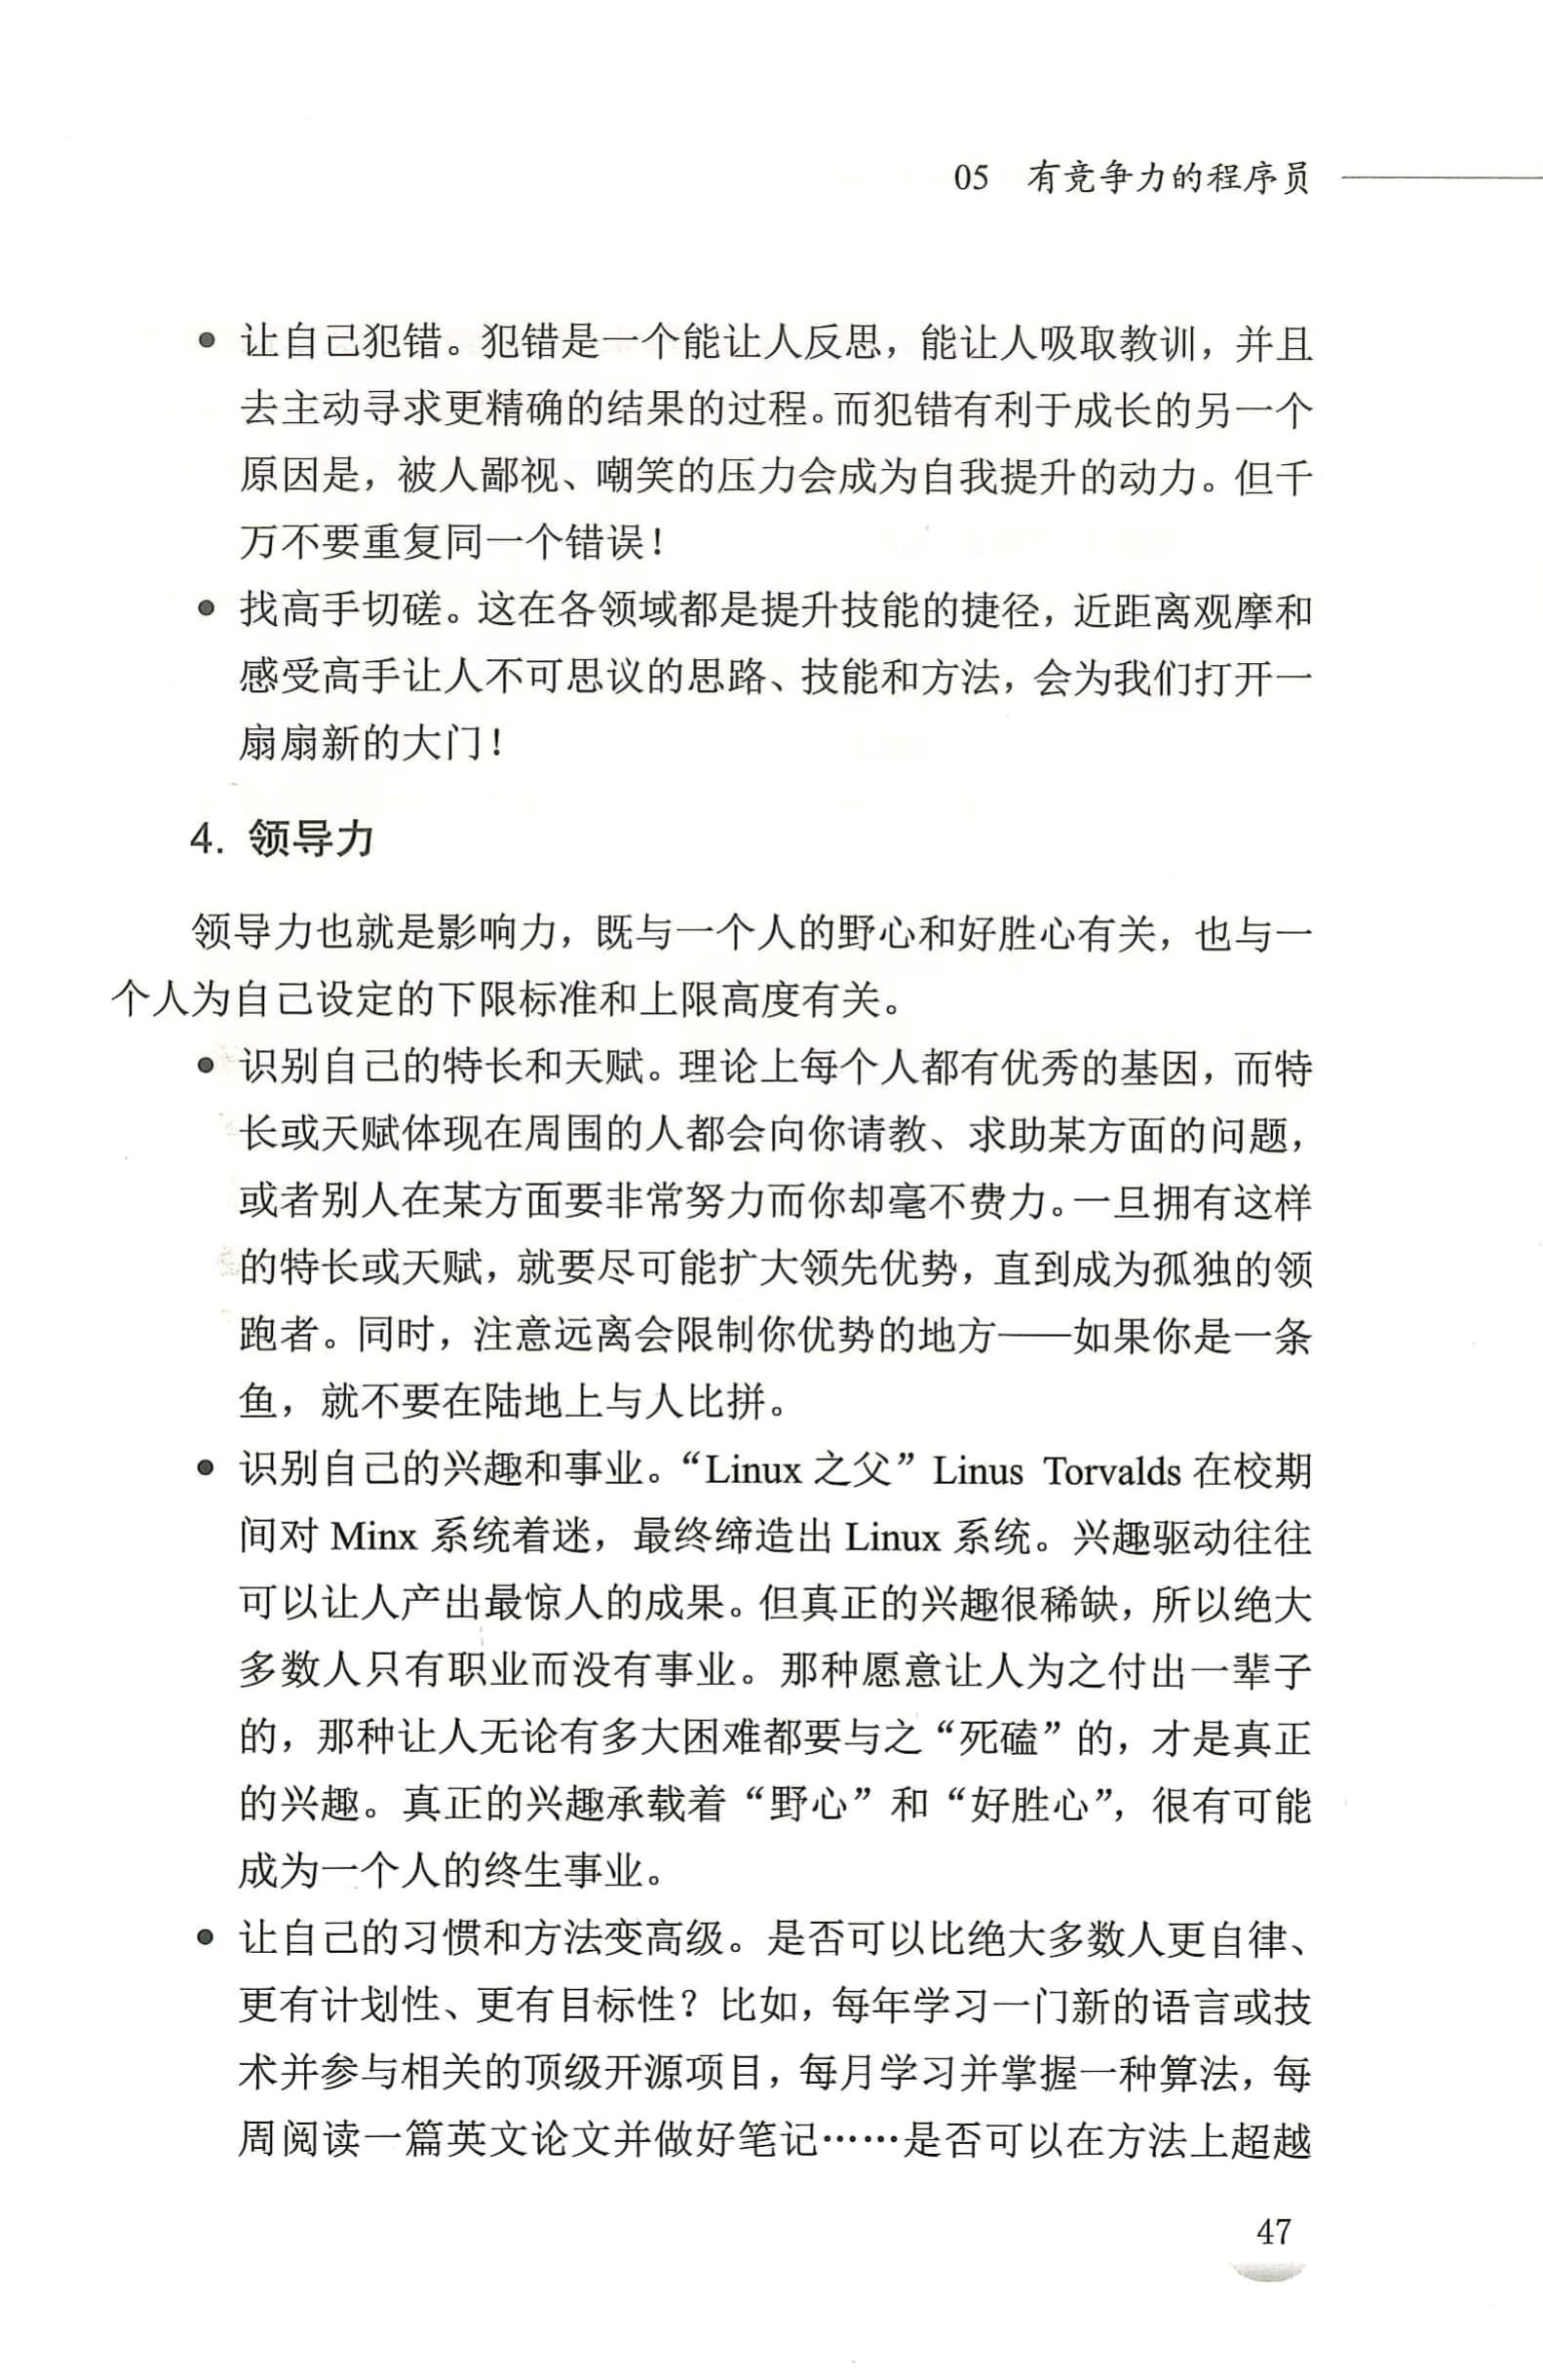 05 有竞争力的程序员
● 让自己犯错。犯错是一个能让人反思，能让人吸取教训，并且
去主动寻求更精确的结果的过程。而犯错有利于成长的另一个
原因是，被人鄙视、嘲笑的压力会成为自我提升的动力。但千
万不要重复同一个错误！
● 找高手切磋。这在各领域都是提升技能的捷径，近距离观摩和
感受高手让人不可思议的思路、技能和方法，会为我们打开一
扇扇新的大门！
4. 领导力
领导力也就是影响力，既与一个人的野心和好胜心有关，也与一
个人为自己设定的下限标准和上限高度有关。
● 识别自己的特长和天赋。理论上每个人都有优秀的基因，而特
长或天赋体现在周围的人都会向你请教、求助某方面的问题，
或者别人在某方面要非常努力而你却毫不费力。一旦拥有这样
的特长或天赋，就要尽可能扩大领先优势，直到成为孤独的领
跑者。同时，注意远离会限制你优势的地方——如果你是一条
鱼，就不要在陆地上与人比拼。
● 识别自己的兴趣和事业。“Linux 之父”Linus Torvalds 在校期
间对 Minx 系统着迷，最终缔造出 Linux 系统。兴趣驱动往往
可以让人产出最惊人的成果。但真正的兴趣很稀缺，所以绝大
多数人只有职业而没有事业。那种愿意让人为之付出一辈子
的，那种让人无论有多大困难都要与之“死磕”的，才是真正
的兴趣。真正的兴趣承载着“野心”和“好胜心”，很有可能
成为一个人的终生事业。
● 让自己的习惯和方法变高级。是否可以比绝大多数人更自律、
更有计划性、更有目标性？比如，每年学习一门新的语言或技
术并参与相关的顶级开源项目，每月学习并掌握一种算法，每
周阅读一篇英文论文并做好笔记……是否可以在方法上超越
47